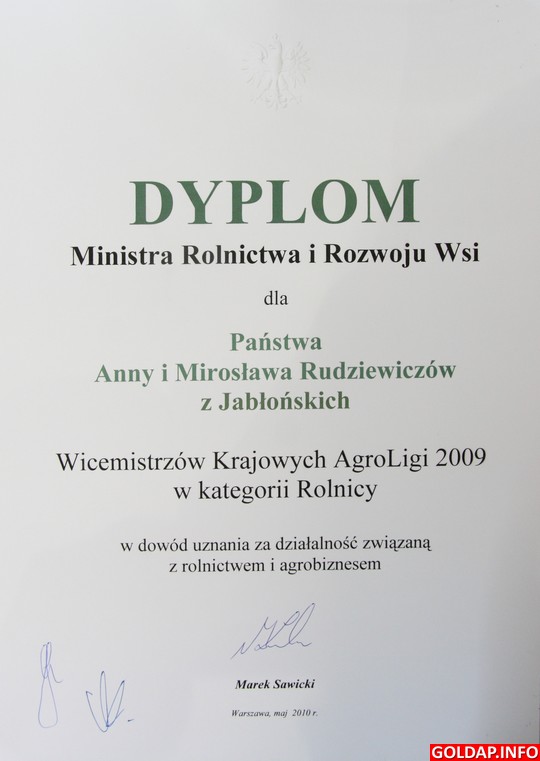 DYPLOM
Ministra Rolnictwa i Rozwoju Wsi
dla
Państwa
Anny i Mirosława Rudziewiczów
z Jabłońskich
Wicemistrzów Krajowych AgroLigi 2009
w kategorii Rolnicy
w dowód uznania za działalność związaną
z rolnictwem i agrobiznesem
Marek Sawicki
Warszawa, maj 2010 r.
GOLDAP.INFO